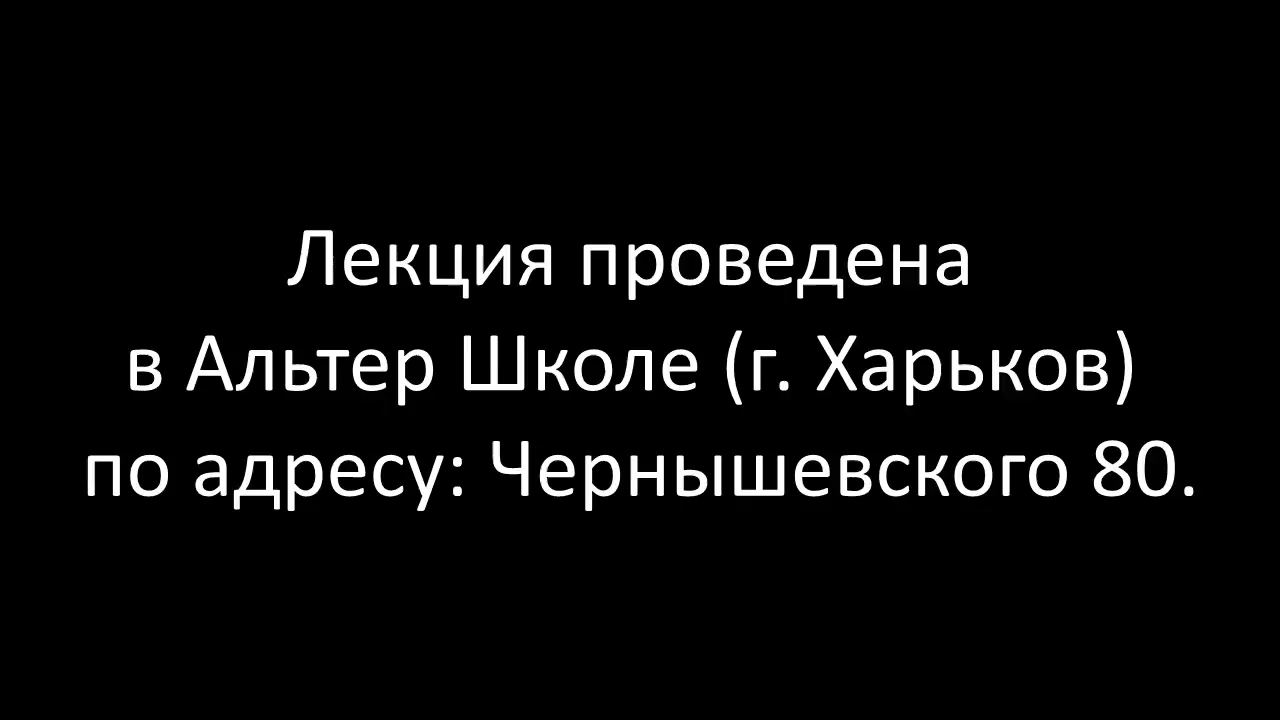 Лекция проведена
в Альтер Школе (г. Харьков)
по адресу: Чернышевского 80.